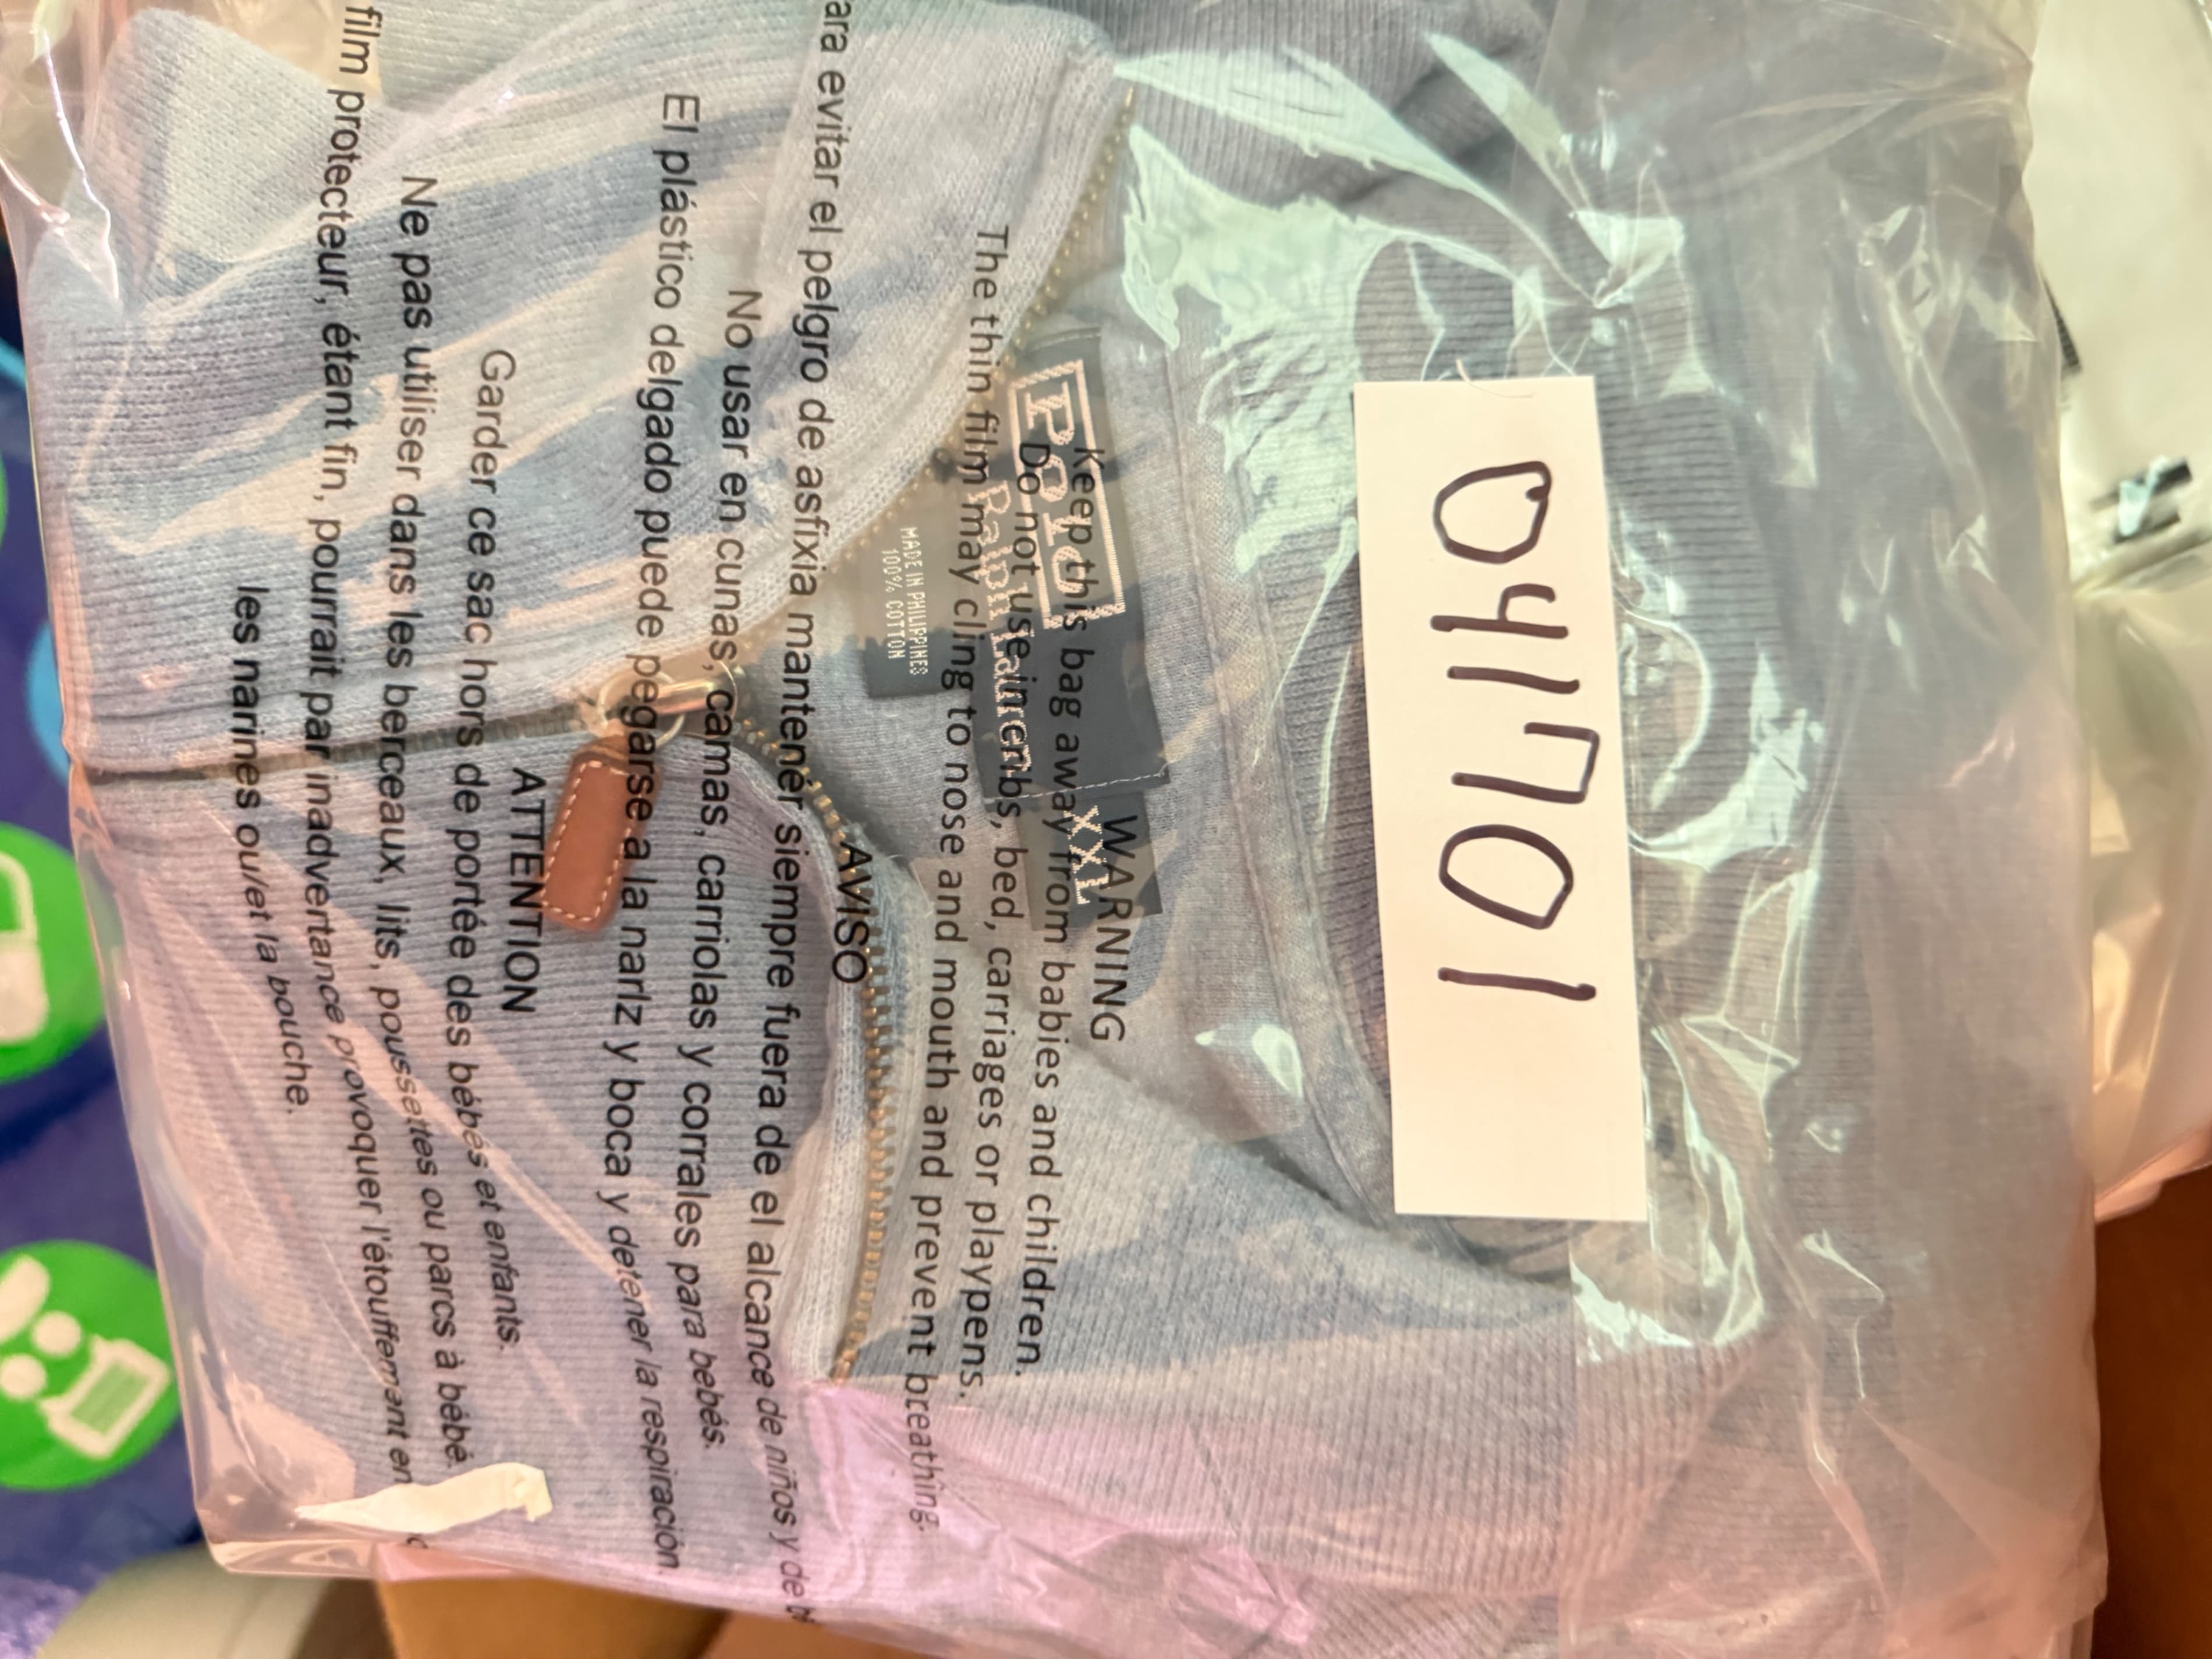 041701
Polo
Ralph Lauren
XXL
MADE IN PHILIPPINES
100% COTTON
WARNING
Keep this bag away from babies and children.
Do not use in cribs, bed, carriages or playpens.
The thin film may cling to nose and mouth and prevent breathing.
AVISO
ara evitar el pelgro de asfixia mantener siempre fuera de el alcance de niños y de
No usar en cunas, camas, carriolas y corrales para bebés.
El plástico delgado puede pegarse a la narlz y boca y detener la respiración
ATTENTION
Garder ce sac hors de portée des bébés et enfants.
Ne pas utiliser dans les berceaux, lits, poussettes ou parcs à bébé.
film protecteur, étant fin, pourrait par inadvertance provoquer l'étouffement en
les narines ou/et la bouche.